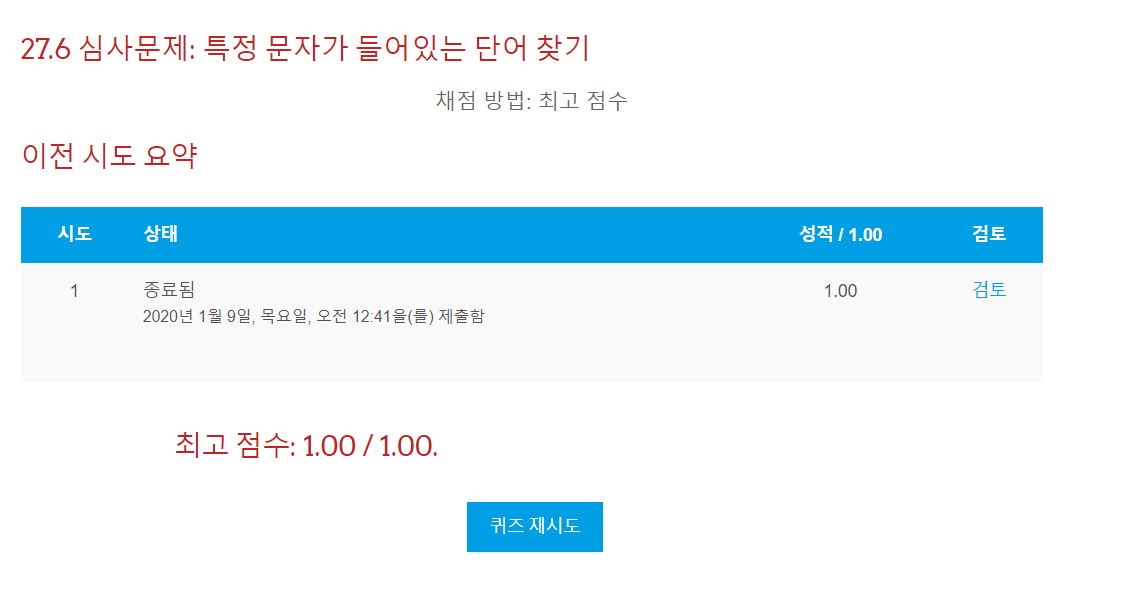 27.6 심사문제: 특정 문자가 들어있는 단어 찾기
채점 방법: 최고 점수
이전 시도 요약
시도 상태 성적 / 1.00 검토
1 종료됨 1.00 검토
2020년 1월 9일, 목요일, 오전 12:41을(를) 제출함
최고 점수: 1.00 / 1.00.
퀴즈 재시도